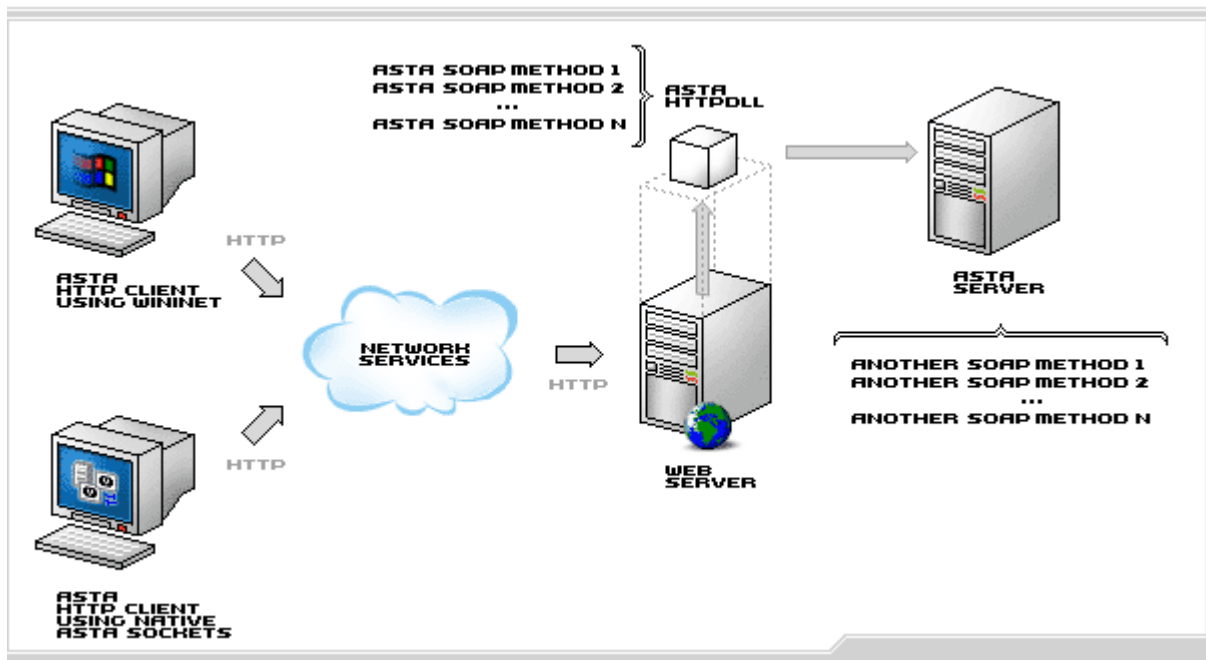 ASTA SOAP METHOD 1
ASTA SOAP METHOD 2
...
ASTA SOAP METHOD N
ASTA
HTTPDLL
HTTP
ASTA
HTTP CLIENT
USING WININET
ASTA
SERVER
NETWORK
SERVICES
HTTP
ANOTHER SOAP METHOD 1
ANOTHER SOAP METHOD 2
...
ANOTHER SOAP METHOD N
HTTP
WEB
SERVER
ASTA
HTTP CLIENT
USING NATIVE
ASTA SOCKETS